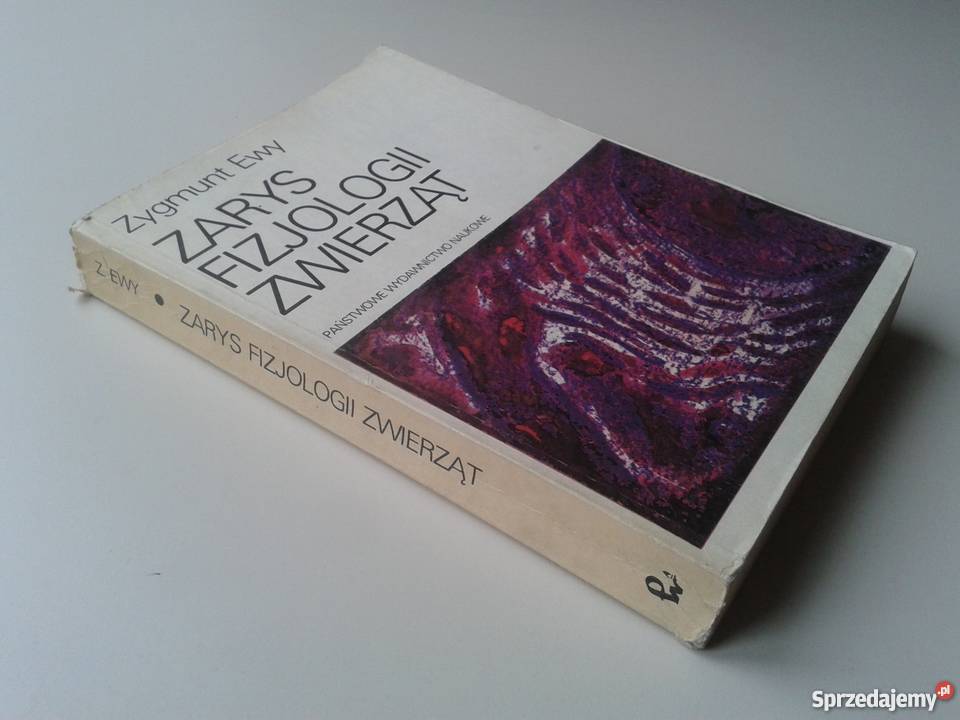 Zygmunt Ewy
ZARYS
FIZJOLOGII
ZWIERZĄT
PAŃSTWOWE WYDAWNICTWO NAUKOWE
Z. EWY • ZARYS FIZJOLOGII ZWIERZĄT
Sprzedajemy.pl